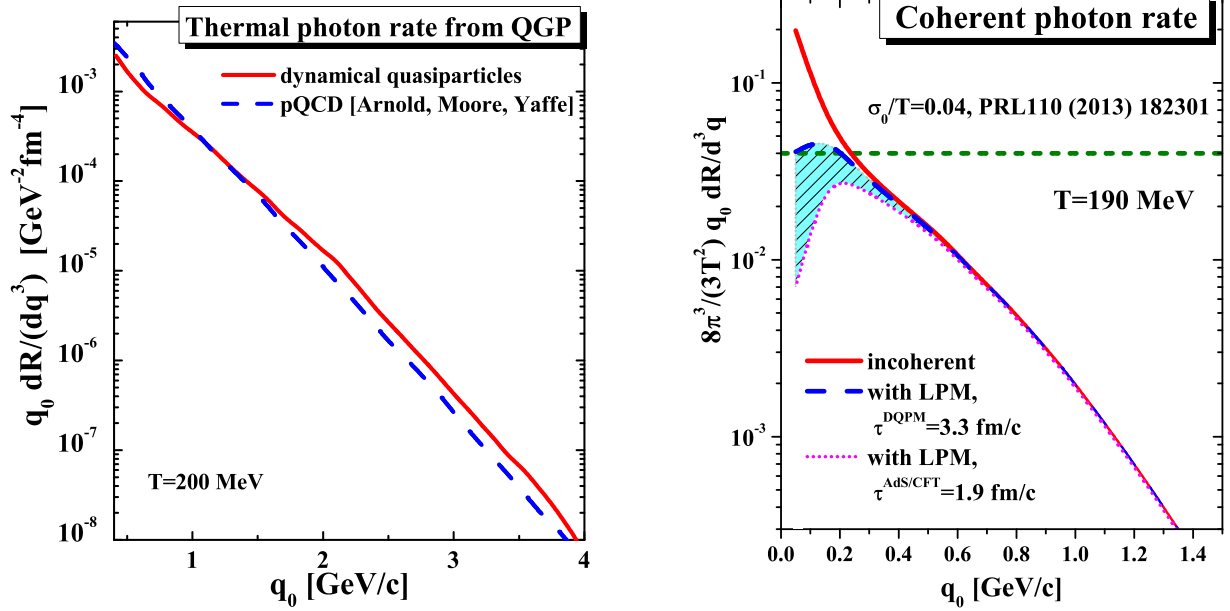 Thermal photon rate from QGP
dynamical quasiparticles
pQCD [Arnold, Moore, Yaffe]
q₀ dR/(dq³) [GeV⁻²fm⁻⁴]
10⁻³
10⁻⁴
10⁻⁵
10⁻⁶
10⁻⁷
10⁻⁸
T=200 MeV
1 2 3 4
q₀ [GeV/c]
Coherent photon rate
σ₀/T=0.04, PRL110 (2013) 182301
T=190 MeV
8π³/(3T²) q₀ dR/d³q
10⁻¹
10⁻²
10⁻³
incoherent
with LPM,
τᴰQᴾᴹ=3.3 fm/c
with LPM,
τᴬᵈˢ/ᶜᶠᵀ=1.9 fm/c
0.0 0.2 0.4 0.6 0.8 1.0 1.2 1.4
q₀ [GeV/c]